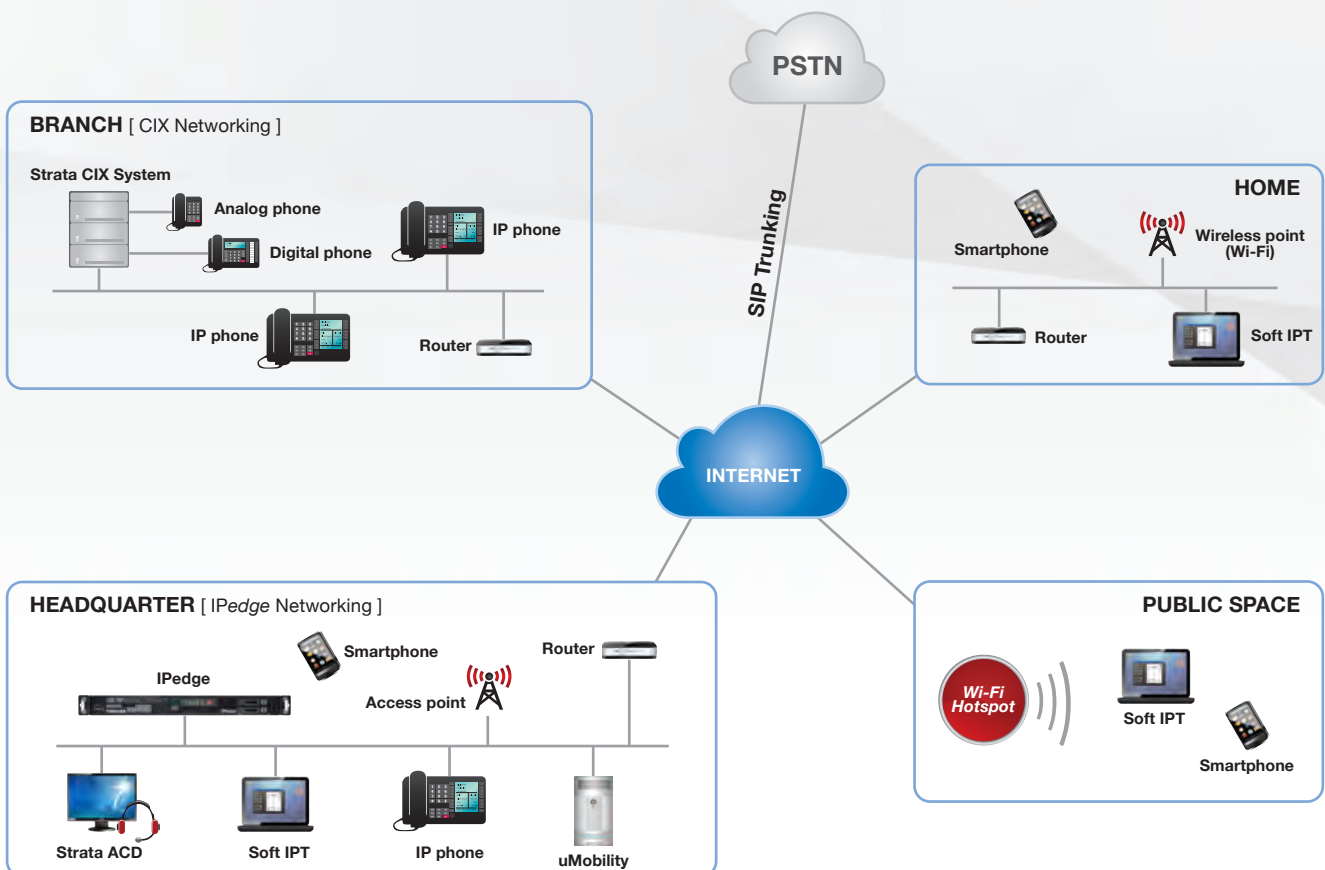 PSTN
SIP Trunking
BRANCH [ CIX Networking ]
Strata CIX System
Analog phone
Digital phone
IP phone
IP phone
Router
HOME
Smartphone
Wireless point
(Wi-Fi)
Router
Soft IPT
INTERNET
HEADQUARTER [ IPedge Networking ]
IPedge
Smartphone
Access point
Router
Strata ACD
Soft IPT
IP phone
uMobility
PUBLIC SPACE
Wi-Fi
Hotspot
Soft IPT
Smartphone